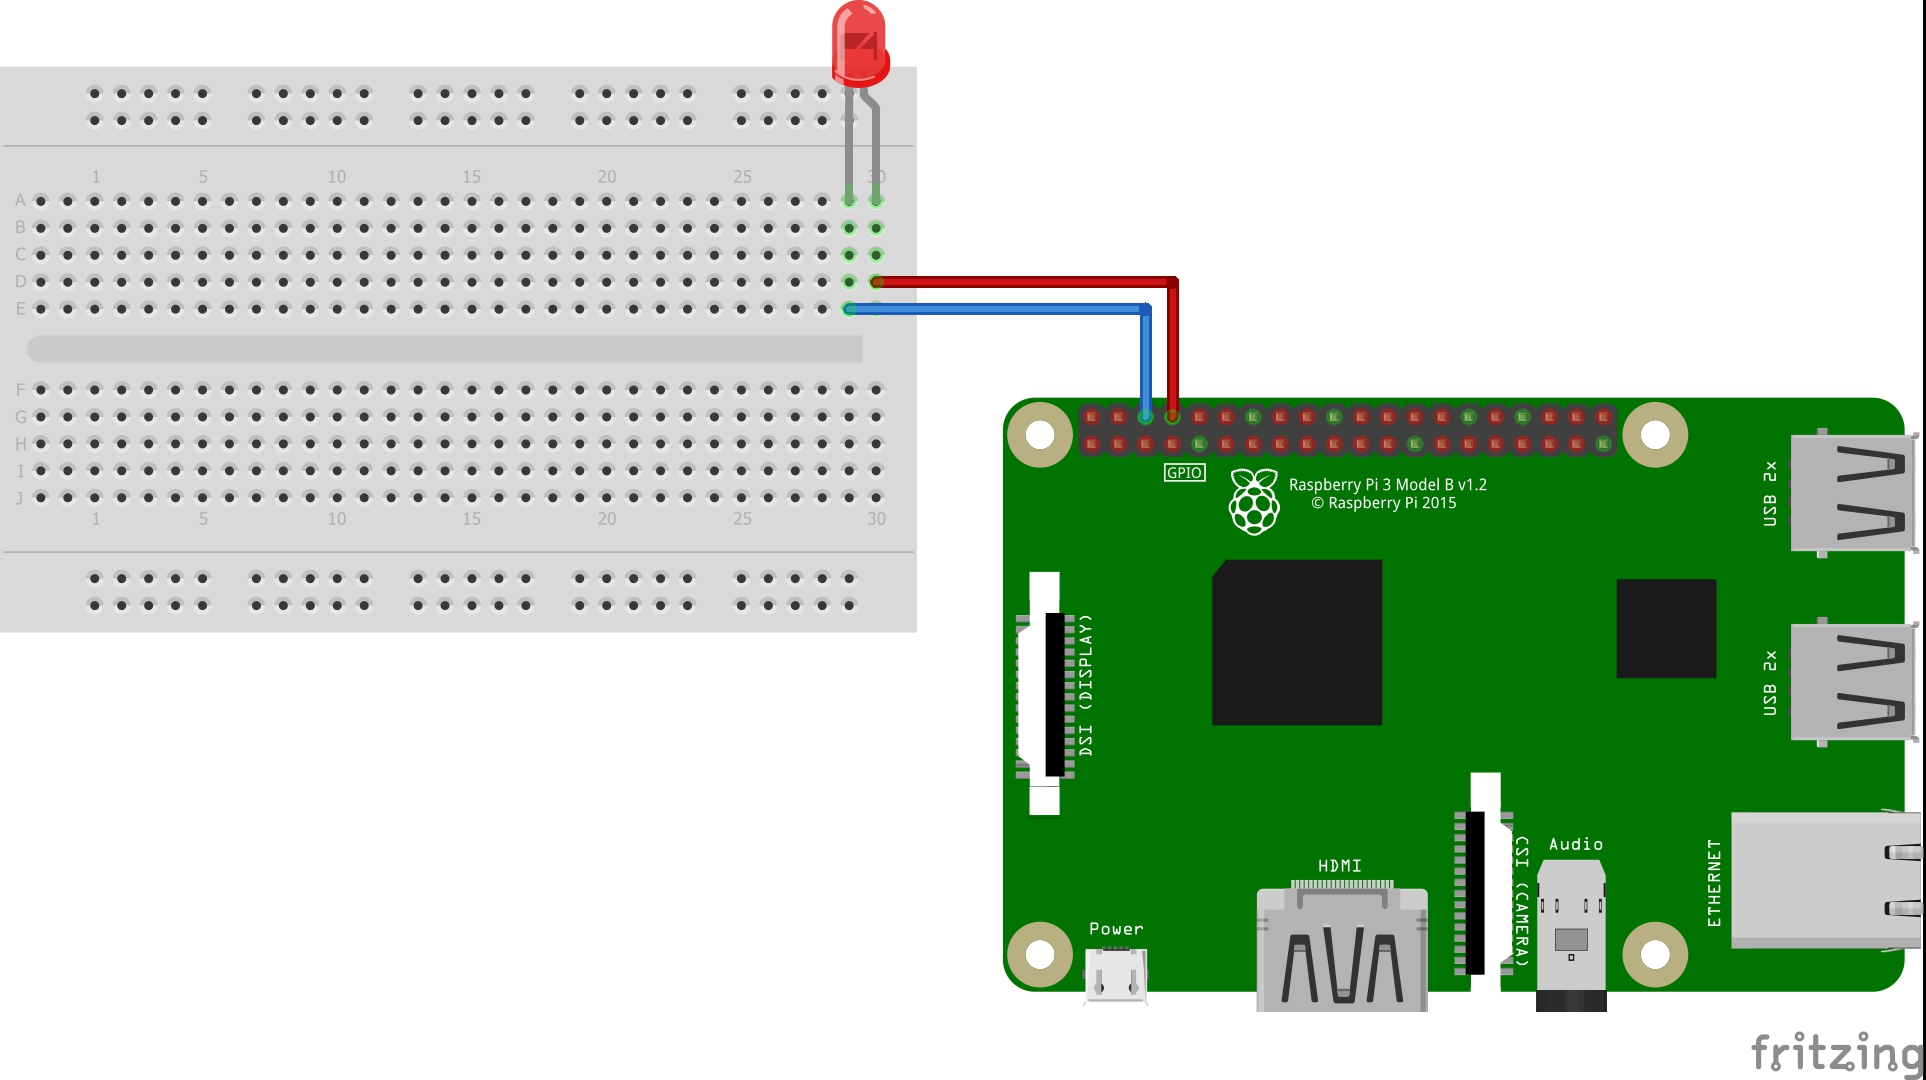 1 5 10 15 20 25 30
A
B
C
D
E
F
G
H
I
J
1 5 10 15 20 25 30
GPIO
Raspberry Pi 3 Model B v1.2
© Raspberry Pi 2015
USB 2x
DSI (DISPLAY)
USB 2x
Audio
CSI (CAMERA)
ETHERNET
HDMI
Power
fritzing